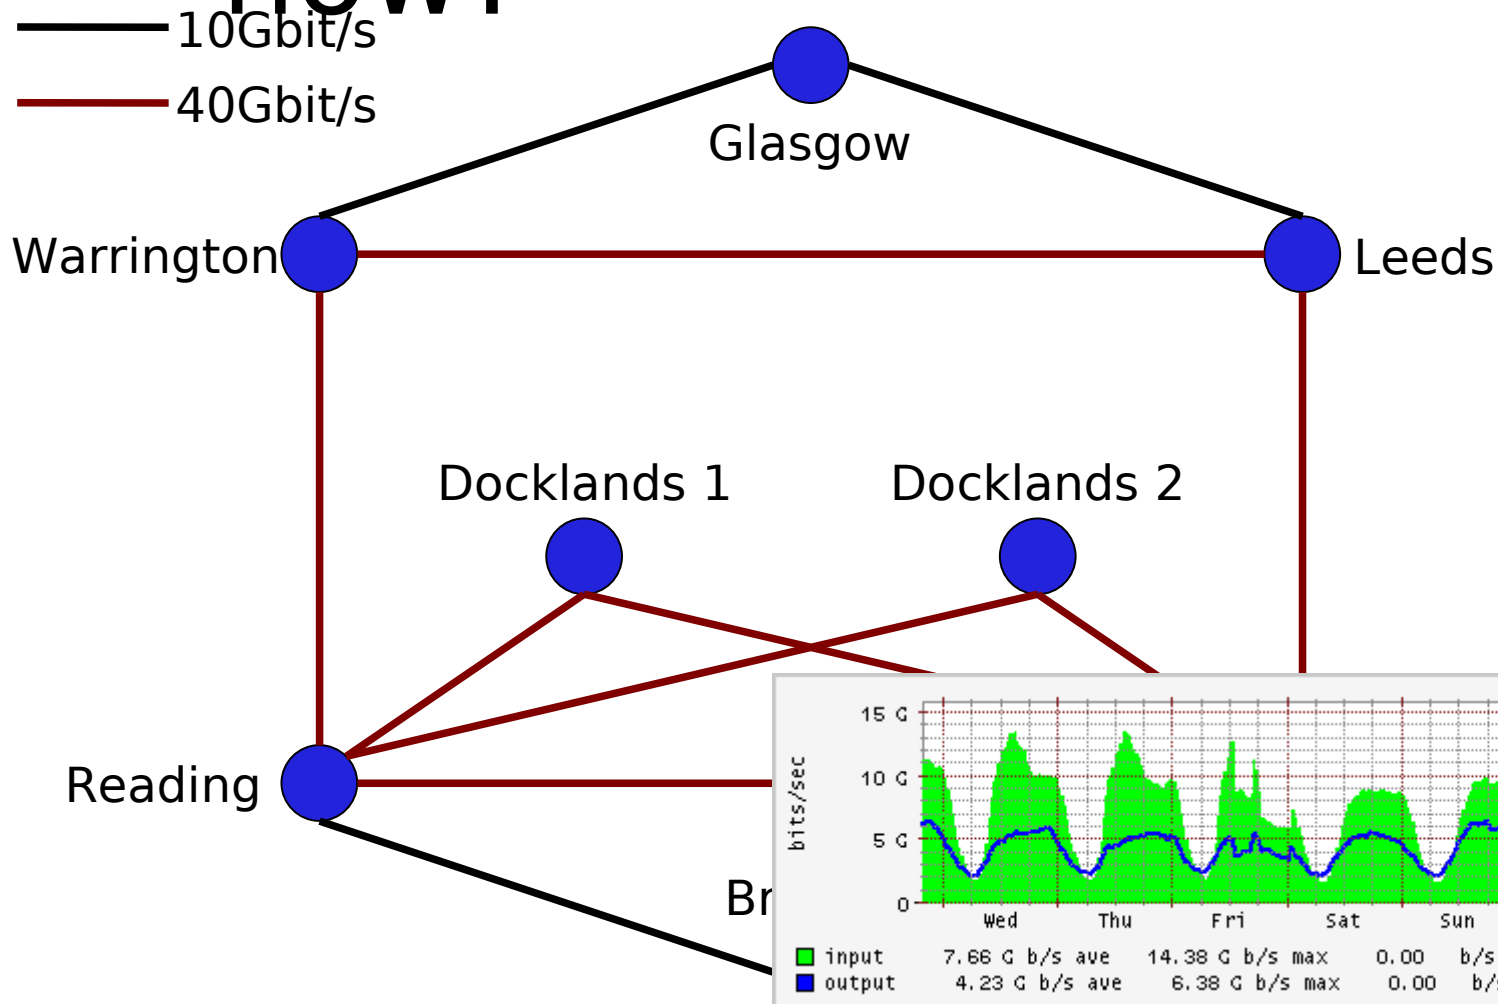 10Gbit/s
40Gbit/s
Glasgow
Warrington
Leeds
Docklands 1
Docklands 2
Reading
Br
15 G
10 G
5 G
0
bits/sec
Wed Thu Fri Sat Sun
input 7.66 G b/s ave 14.38 G b/s max 0.00 b/s
output 4.23 G b/s ave 6.38 G b/s max 0.00 b/s